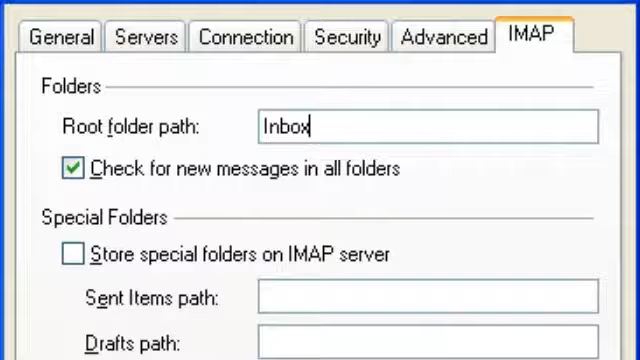 General Servers Connection Security Advanced IMAP
Folders
Root folder path: Inbox
Check for new messages in all folders
Special Folders
Store special folders on IMAP server
Sent Items path:
Drafts path: